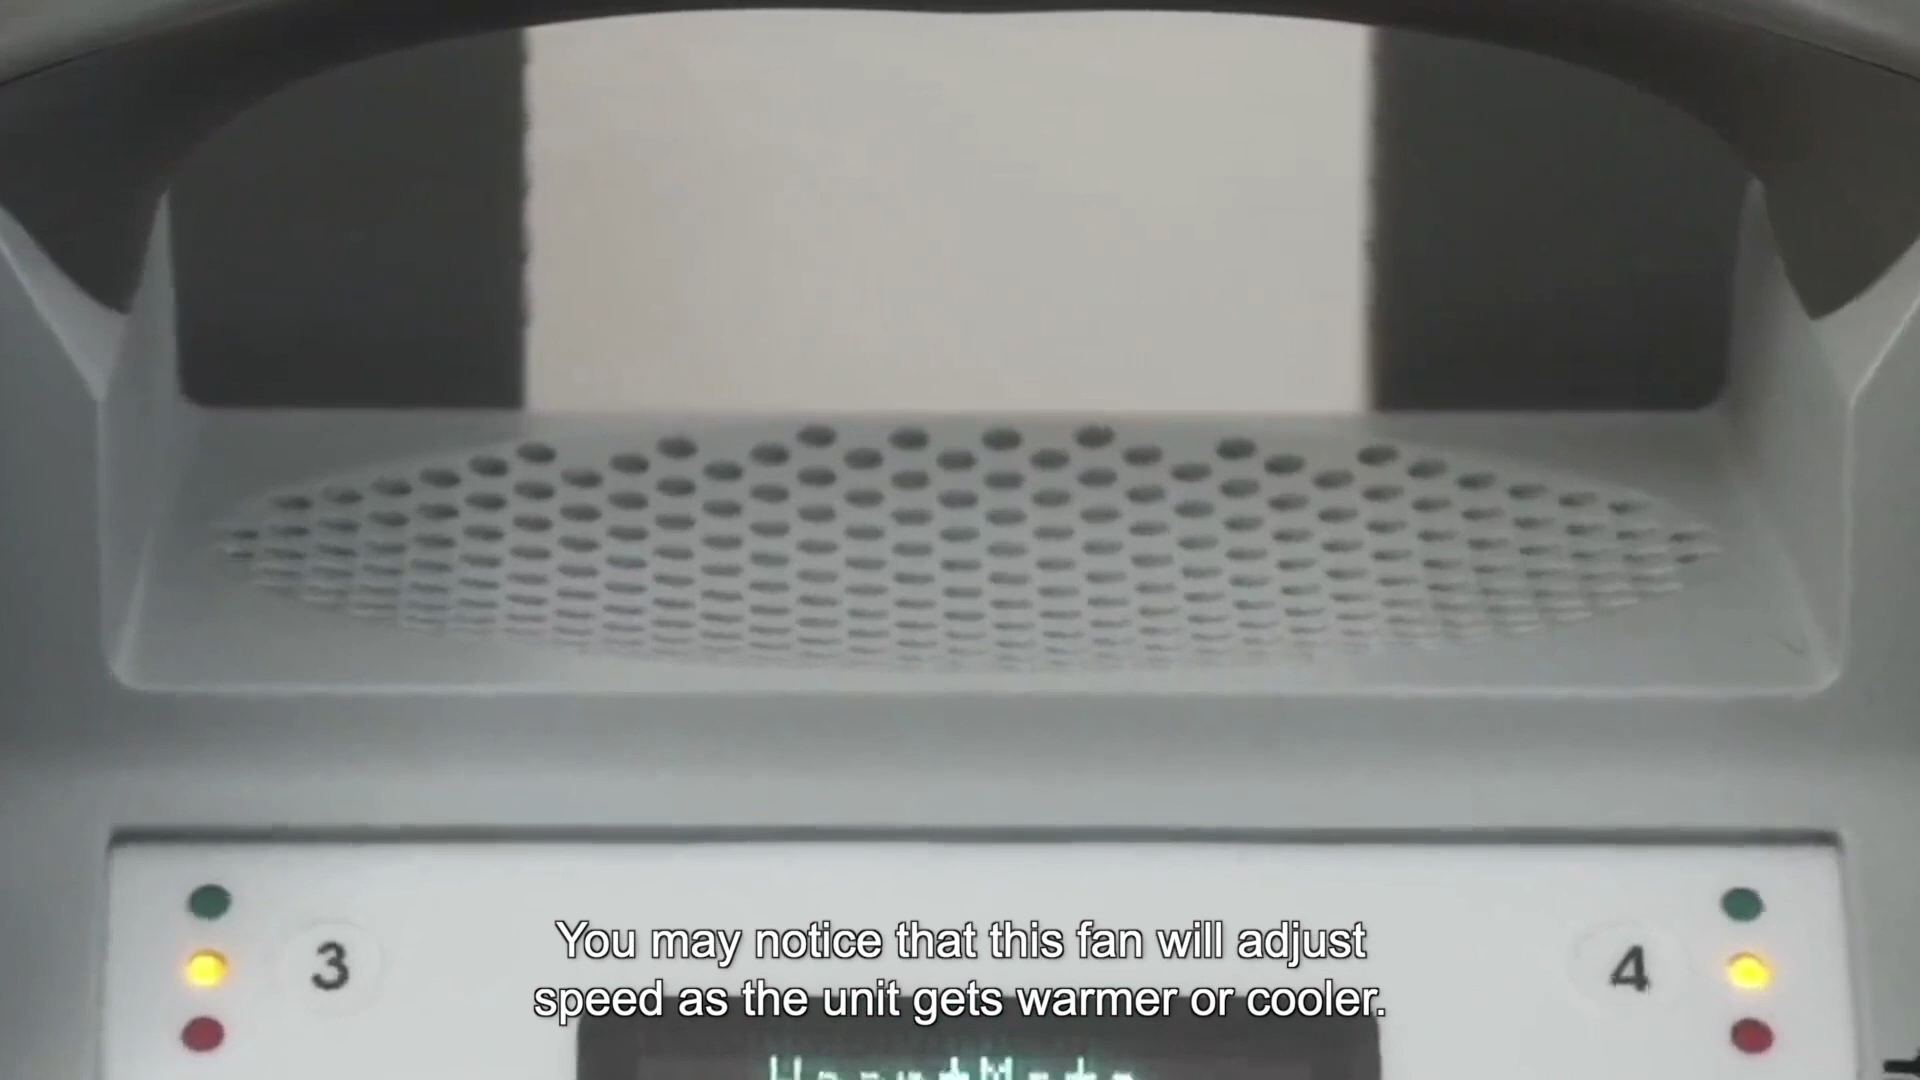 3
4
You may notice that this fan will adjust
speed as the unit gets warmer or cooler.